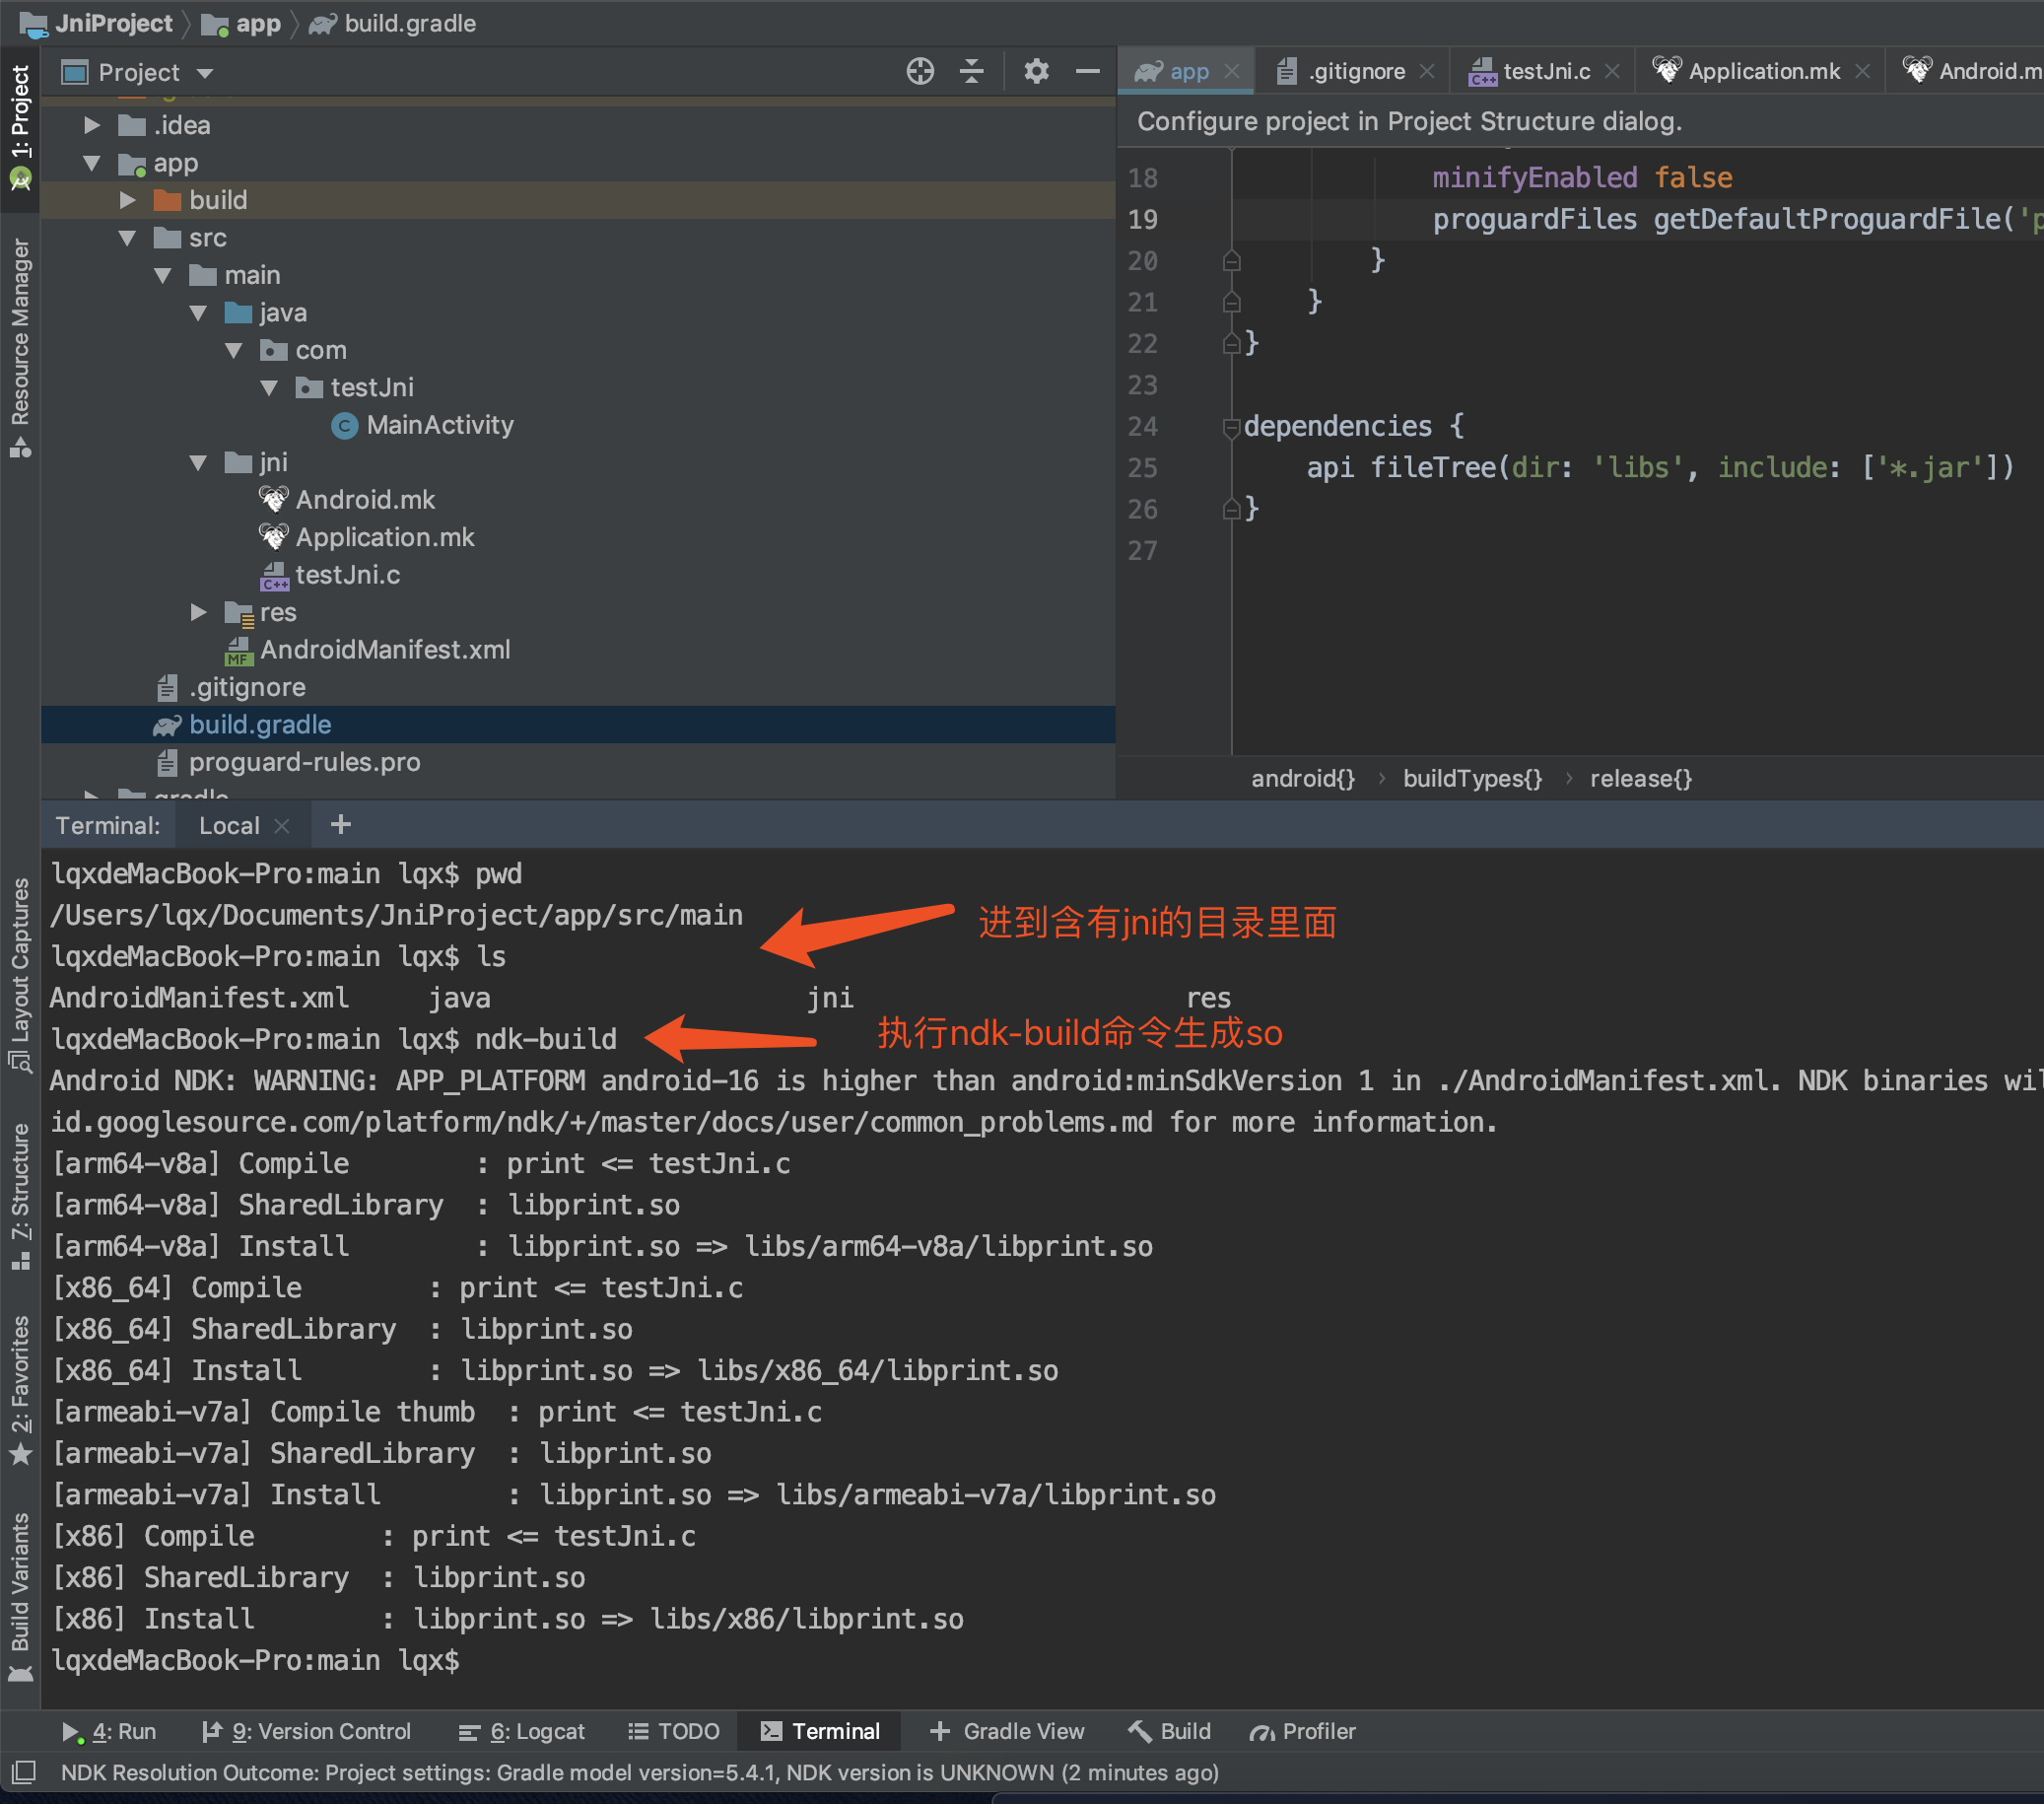 JniProject
app
build.gradle
Project
app
.gitignore
testJni.c
Application.mk
Android.m
Configure project in Project Structure dialog.
1: Project
Resource Manager
Layout Captures
Z: Structure
2: Favorites
Build Variants
.idea
app
build
src
main
java
com
testJni
MainActivity
jni
Android.mk
Application.mk
testJni.c
res
AndroidManifest.xml
.gitignore
build.gradle
proguard-rules.pro
gradle
18 minifyEnabled false
19 proguardFiles getDefaultProguardFile('p
20 }
21 }
22 }
23
24 dependencies {
25 api fileTree(dir: 'libs', include: ['*.jar'])
26 }
27
android{} › buildTypes{} › release{}
Terminal: Local
lqxdeMacBook-Pro:main lqx$ pwd
/Users/lqx/Documents/JniProject/app/src/main
进到含有jni的目录里面
lqxdeMacBook-Pro:main lqx$ ls
AndroidManifest.xml java jni res
lqxdeMacBook-Pro:main lqx$ ndk-build
执行ndk-build命令生成so
Android NDK: WARNING: APP_PLATFORM android-16 is higher than android:minSdkVersion 1 in ./AndroidManifest.xml. NDK binaries wil
id.googlesource.com/platform/ndk/+/master/docs/user/common_problems.md for more information.
[arm64-v8a] Compile : print <= testJni.c
[arm64-v8a] SharedLibrary : libprint.so
[arm64-v8a] Install : libprint.so => libs/arm64-v8a/libprint.so
[x86_64] Compile : print <= testJni.c
[x86_64] SharedLibrary : libprint.so
[x86_64] Install : libprint.so => libs/x86_64/libprint.so
[armeabi-v7a] Compile thumb : print <= testJni.c
[armeabi-v7a] SharedLibrary : libprint.so
[armeabi-v7a] Install : libprint.so => libs/armeabi-v7a/libprint.so
[x86] Compile : print <= testJni.c
[x86] SharedLibrary : libprint.so
[x86] Install : libprint.so => libs/x86/libprint.so
lqxdeMacBook-Pro:main lqx$
4: Run
9: Version Control
6: Logcat
TODO
Terminal
Gradle View
Build
Profiler
NDK Resolution Outcome: Project settings: Gradle model version=5.4.1, NDK version is UNKNOWN (2 minutes ago)